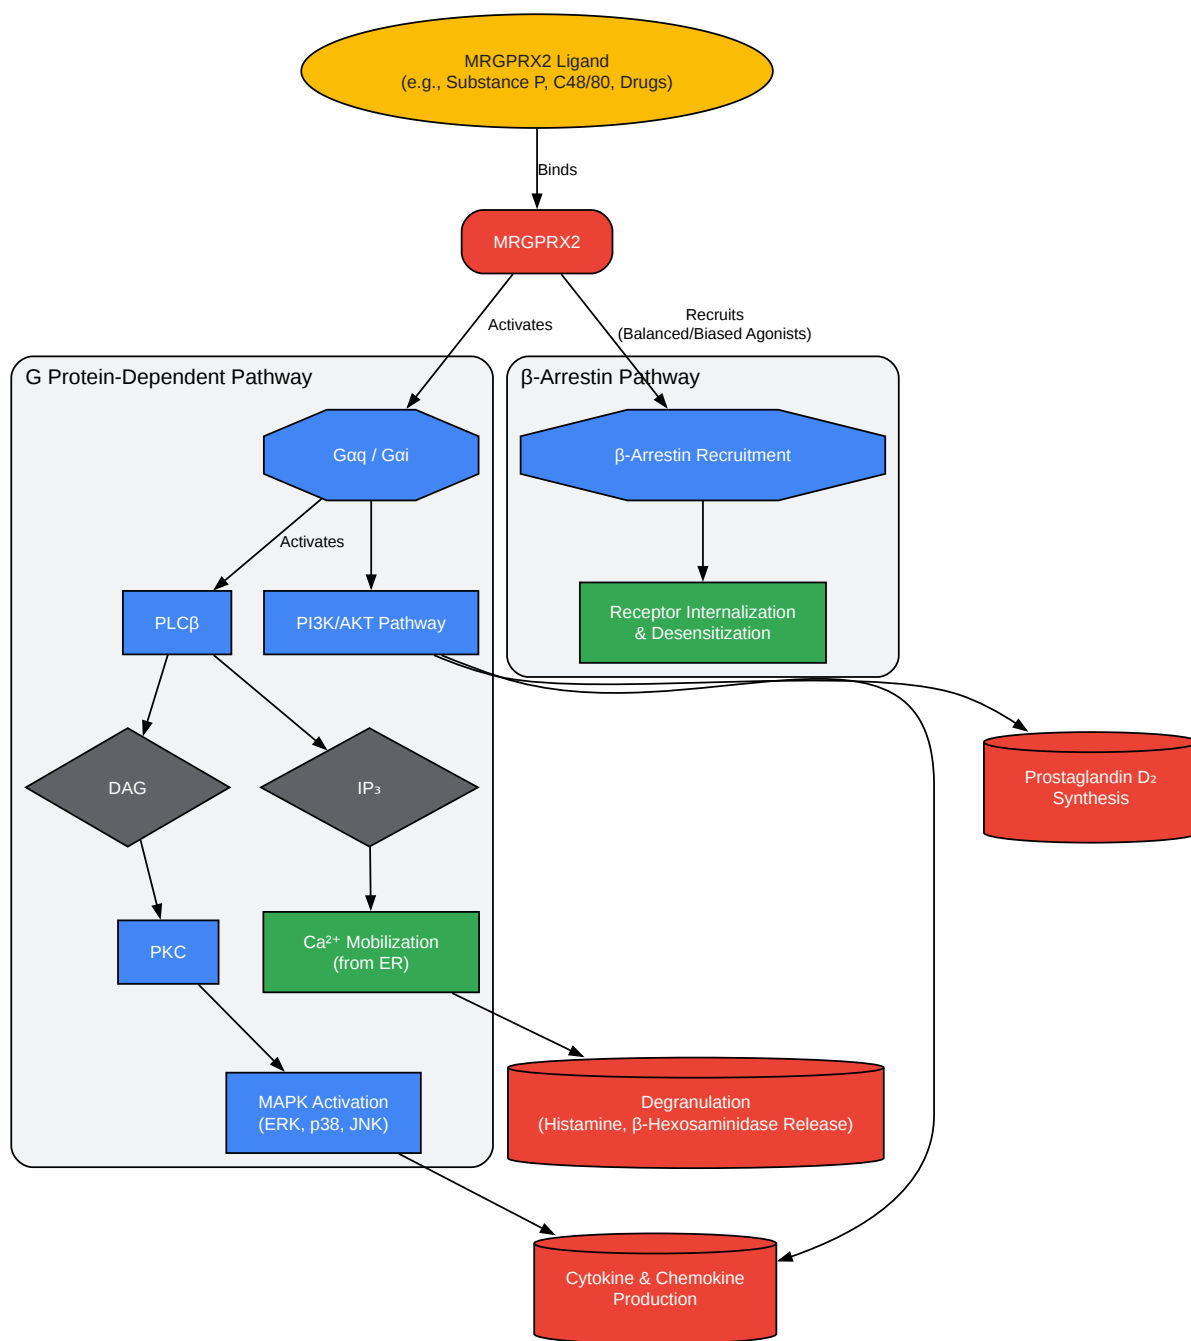 MRGPRX2 Ligand
(e.g., Substance P, C48/80, Drugs)
Binds
MRGPRX2
Activates
Recruits
(Balanced/Biased Agonists)
G Protein-Dependent Pathway
β-Arrestin Pathway
Gαq / Gαi
β-Arrestin Recruitment
Activates
PLCβ
PI3K/AKT Pathway
Receptor Internalization
& Desensitization
DAG
IP₃
Prostaglandin D₂
Synthesis
PKC
Ca²⁺ Mobilization
(from ER)
MAPK Activation
(ERK, p38, JNK)
Degranulation
(Histamine, β-Hexosaminidase Release)
Cytokine & Chemokine
Production